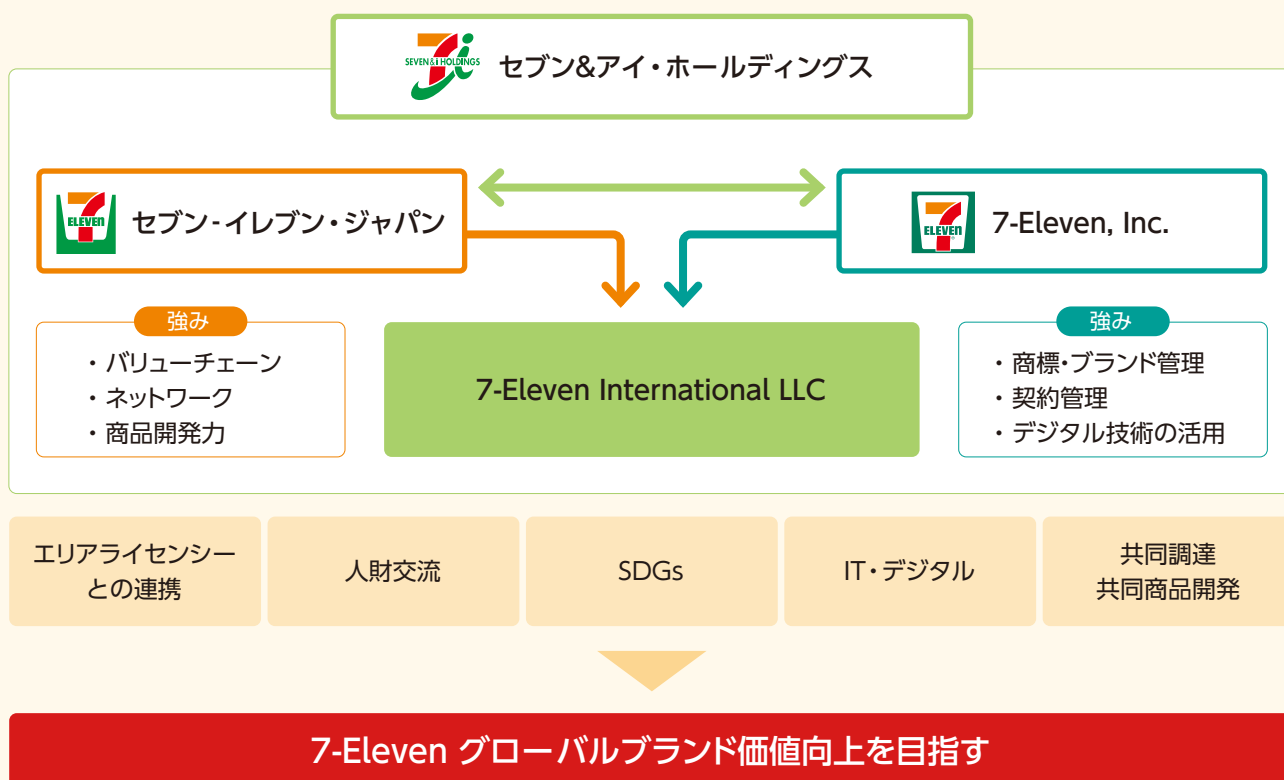 SEVEN & i HOLDINGS
セブン&アイ・ホールディングス
7
ELEVEN
セブン-イレブン・ジャパン
7
ELEVEN
7-Eleven, Inc.
強み
・バリューチェーン
・ネットワーク
・商品開発力
7-Eleven International LLC
強み
・商標・ブランド管理
・契約管理
・デジタル技術の活用
エリアライセンシー
との連携
人財交流
SDGs
IT・デジタル
共同調達
共同商品開発
7-Eleven グローバルブランド価値向上を目指す